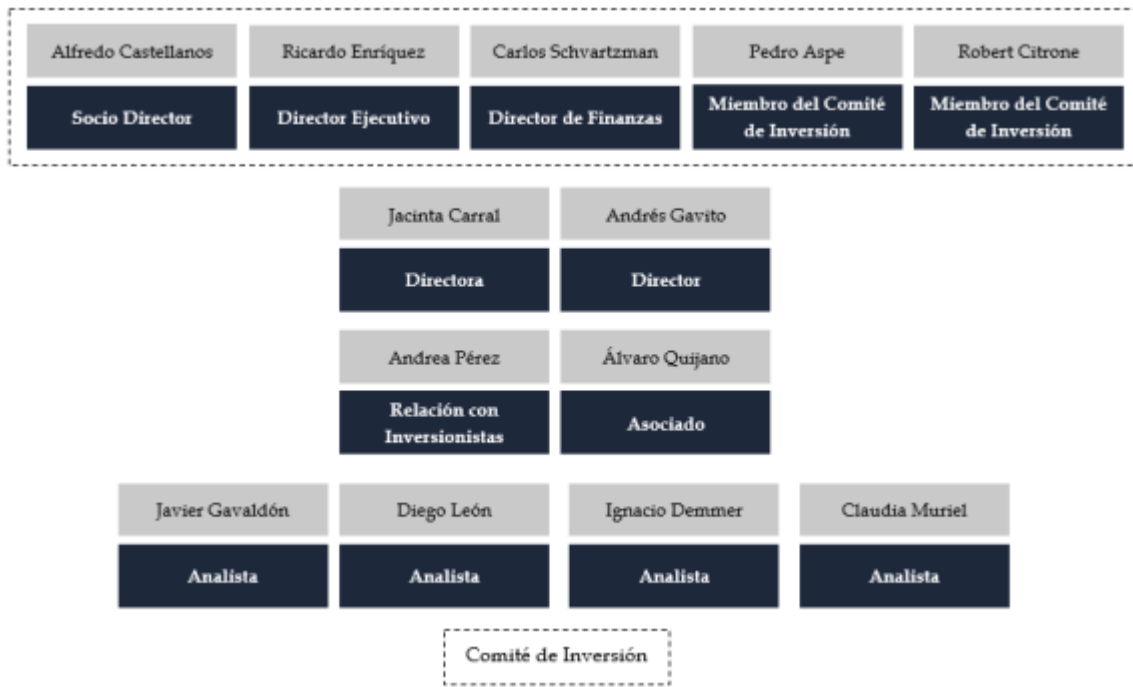 Alfredo Castellanos
Ricardo Enríquez
Carlos Schvartzman
Pedro Aspe
Robert Citrone
Socio Director
Director Ejecutivo
Director de Finanzas
Miembro del Comité
de Inversión
Miembro del Comité
de Inversión
Jacinta Carral
Andrés Gavito
Directora
Director
Andrea Pérez
Álvaro Quijano
Relación con
Inversionistas
Asociado
Javier Gavaldón
Diego León
Ignacio Demmer
Claudia Muriel
Analista
Analista
Analista
Analista
Comité de Inversión